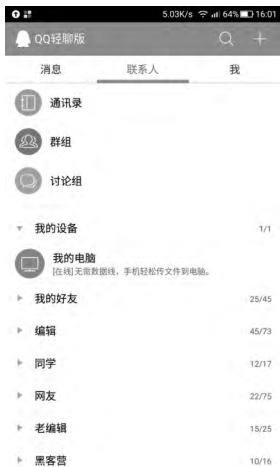 5.03K/s 64% 16:01
QQ轻聊版
消息 联系人 我
通讯录
群组
讨论组
我的设备 1/1
我的电脑
[在线]无需数据线，手机轻松传文件到电脑。
我的好友 25/45
编辑 45/73
同学 12/17
网友 22/75
老编辑 15/25
黑客营 10/16